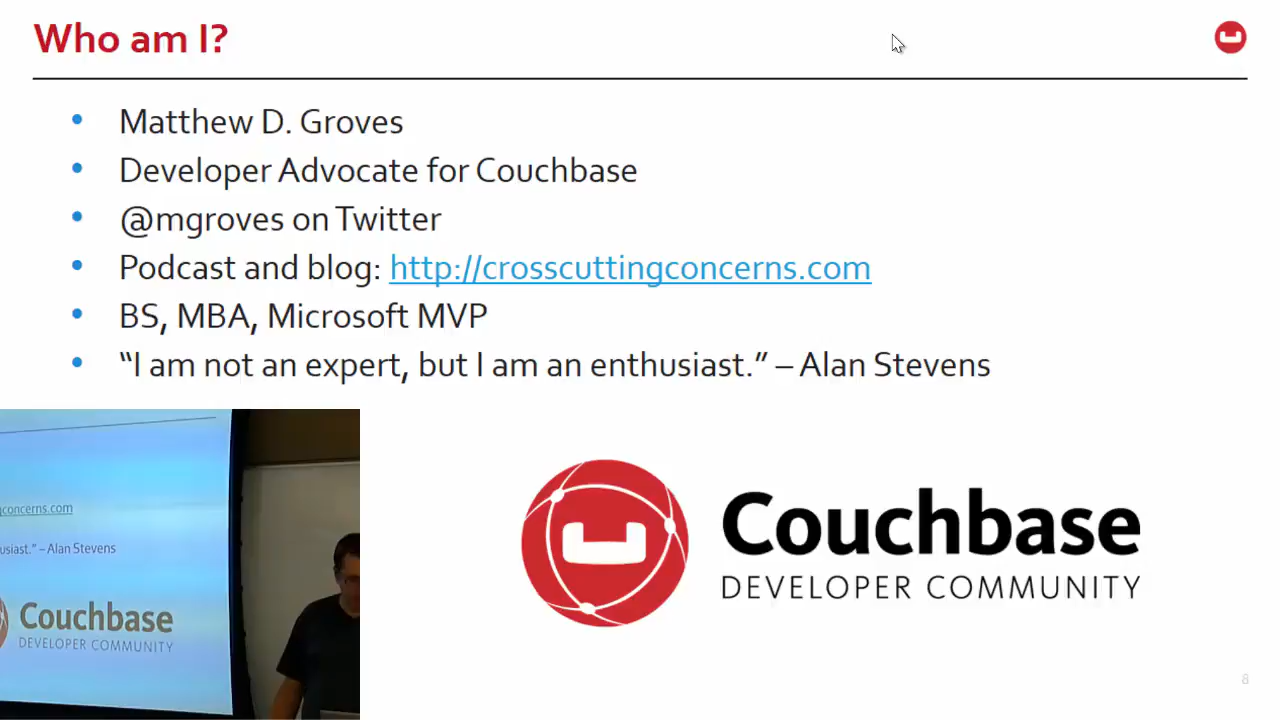 Who am I?
Matthew D. Groves
Developer Advocate for Couchbase
@mgroves on Twitter
Podcast and blog: http://crosscuttingconcerns.com
BS, MBA, Microsoft MVP
“I am not an expert, but I am an enthusiast.” – Alan Stevens
concerns.com
usiast.” – Alan Stevens
Couchbase
DEVELOPER COMMUNITY
Couchbase
DEVELOPER COMMUNITY
8